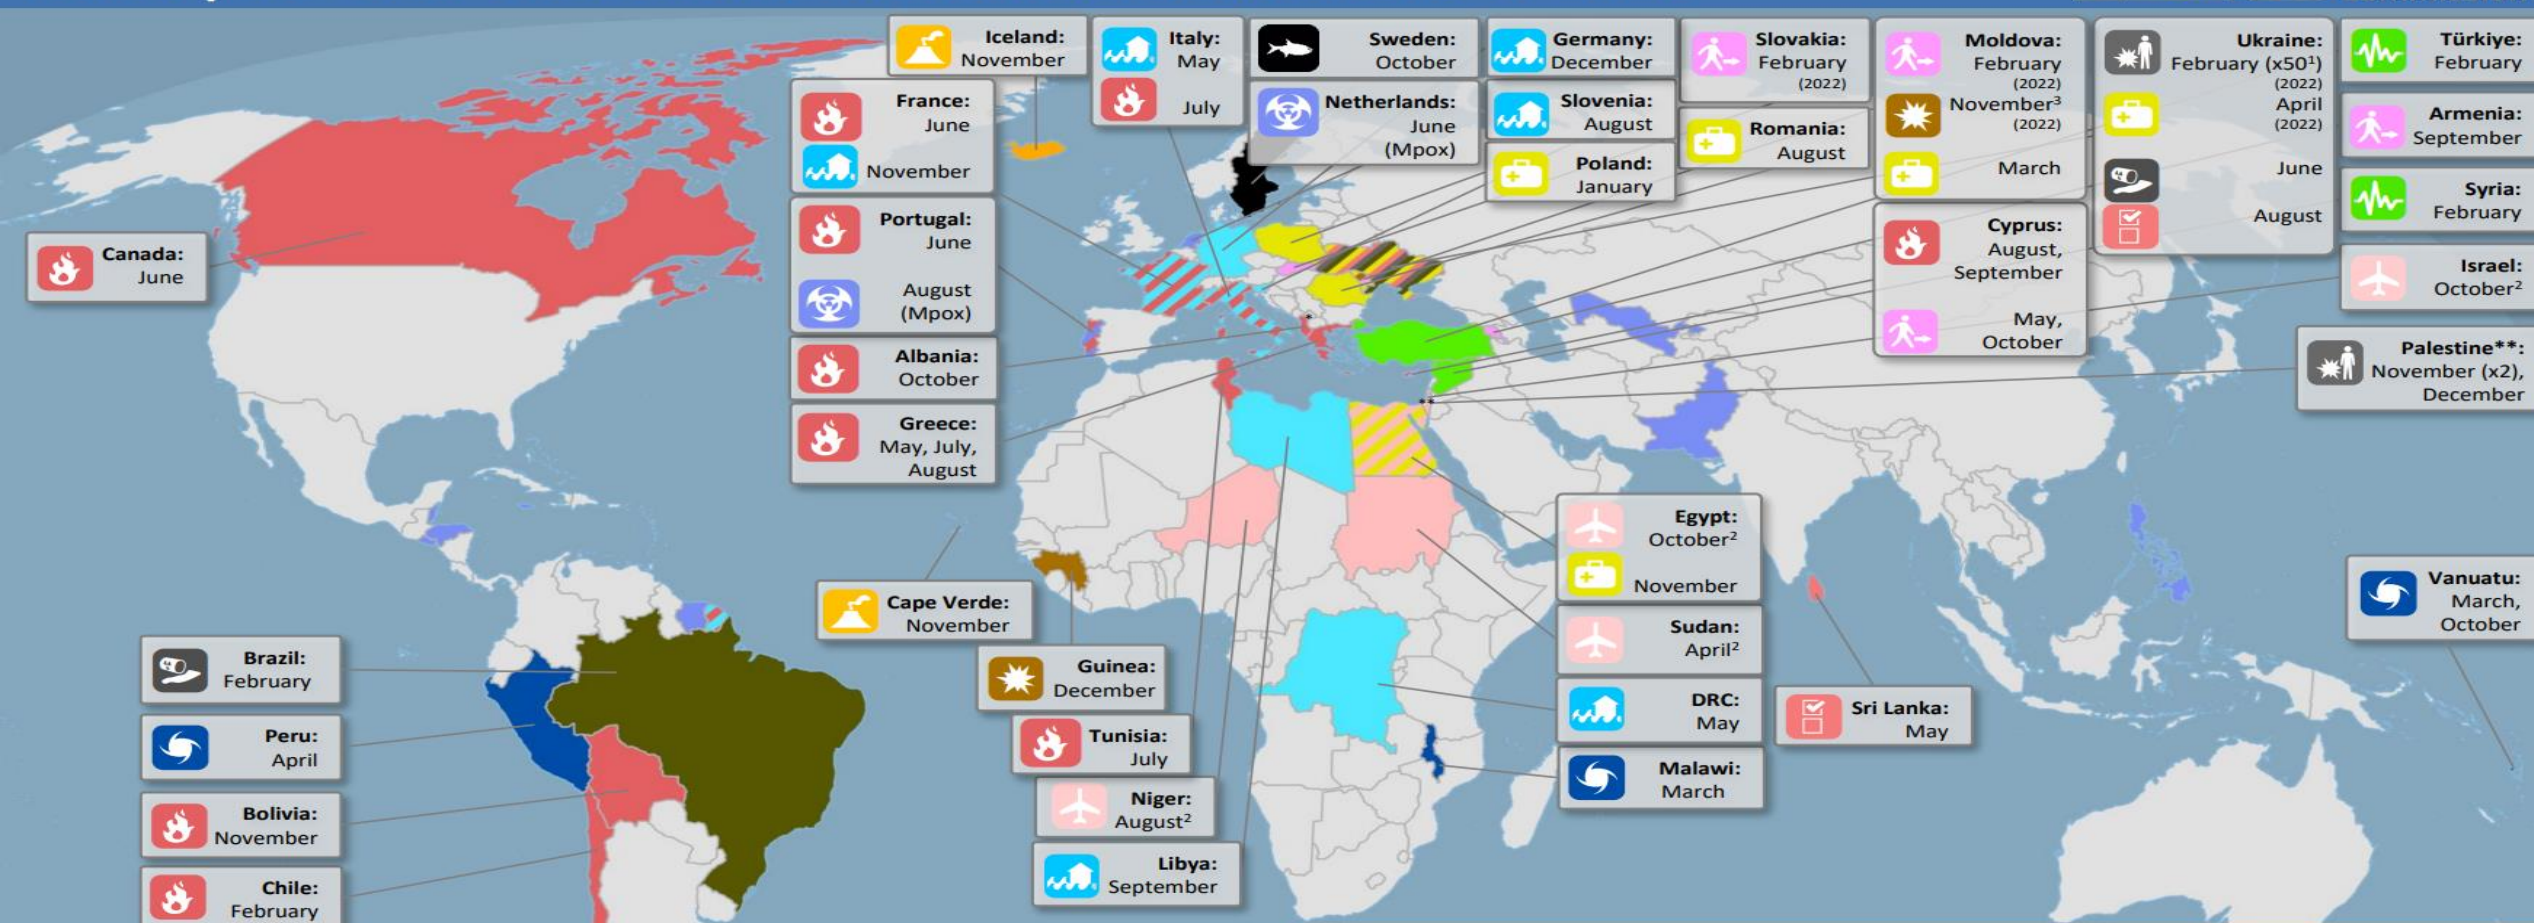 Iceland:
November
Italy:
May
July
Sweden:
October
Netherlands:
June
(Mpox)
Germany:
December
Slovenia:
August
Poland:
January
Slovakia:
February
(2022)
Romania:
August
Moldova:
February
(2022)
November³
(2022)
March
Cyprus:
August,
September
May,
October
Ukraine:
February (x50¹)
(2022)
April
(2022)
June
August
Türkiye:
February
Armenia:
September
Syria:
February
Israel:
October²
Palestine**:
November (x2),
December
France:
June
November
Portugal:
June
August
(Mpox)
Albania:
October
Greece:
May, July,
August
Canada:
June
*
**
Egypt:
October²
November
Sudan:
April²
DRC:
May
Malawi:
March
Sri Lanka:
May
Vanuatu:
March,
October
Cape Verde:
November
Guinea:
December
Tunisia:
July
Niger:
August²
Libya:
September
Brazil:
February
Peru:
April
Bolivia:
November
Chile:
February